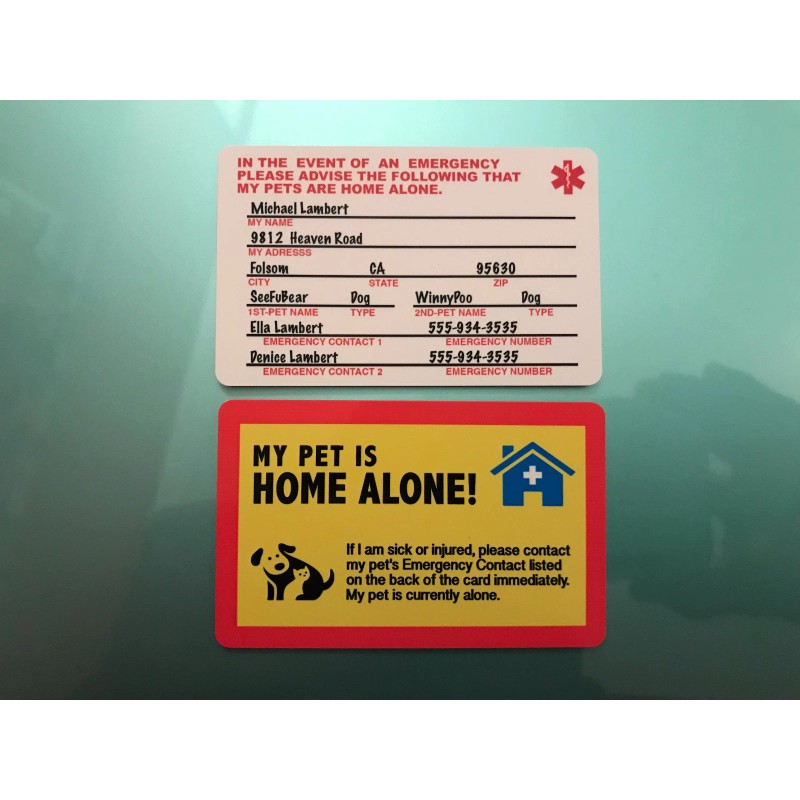 IN THE EVENT OF AN EMERGENCY
PLEASE ADVISE THE FOLLOWING THAT
MY PETS ARE HOME ALONE.
Michael Lambert
MY NAME
9812 Heaven Road
MY ADRESSS
Folsom CA 95630
CITY STATE ZIP
SeeFuBear Dog WinnyPoo Dog
1ST-PET NAME TYPE 2ND-PET NAME TYPE
Ella Lambert 555-934-3535
EMERGENCY CONTACT 1 EMERGENCY NUMBER
Denice Lambert 555-934-3535
EMERGENCY CONTACT 2 EMERGENCY NUMBER
MY PET IS
HOME ALONE!
If I am sick or injured, please contact
my pet's Emergency Contact listed
on the back of the card immediately.
My pet is currently alone.